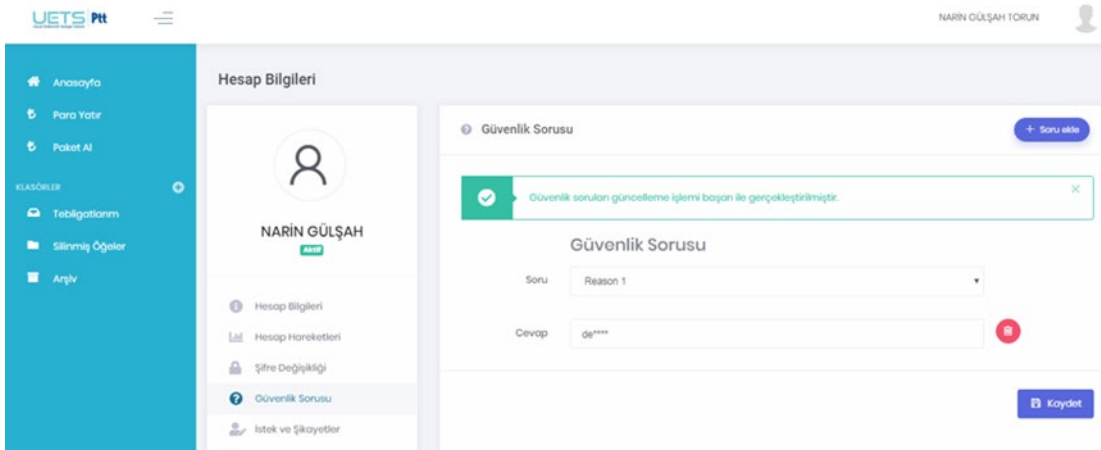 UETS Ptt
NARİN GÜLŞAH TORUN
Anasayfa
Para Yatır
Paket Al
KLASÖRLER
Tebligatlarım
Silinmiş Öğeler
Arşiv
Hesap Bilgileri
NARİN GÜLŞAH
Aktif
Hesap Bilgileri
Hesap Hareketleri
Şifre Değişikliği
Güvenlik Sorusu
İstek ve Şikayetler
Güvenlik Sorusu
+ Soru ekle
Güvenlik soruları güncelleme işlemi başarı ile gerçekleştirilmiştir.
Güvenlik Sorusu
Soru Reason 1
Cevap de****
Kaydet